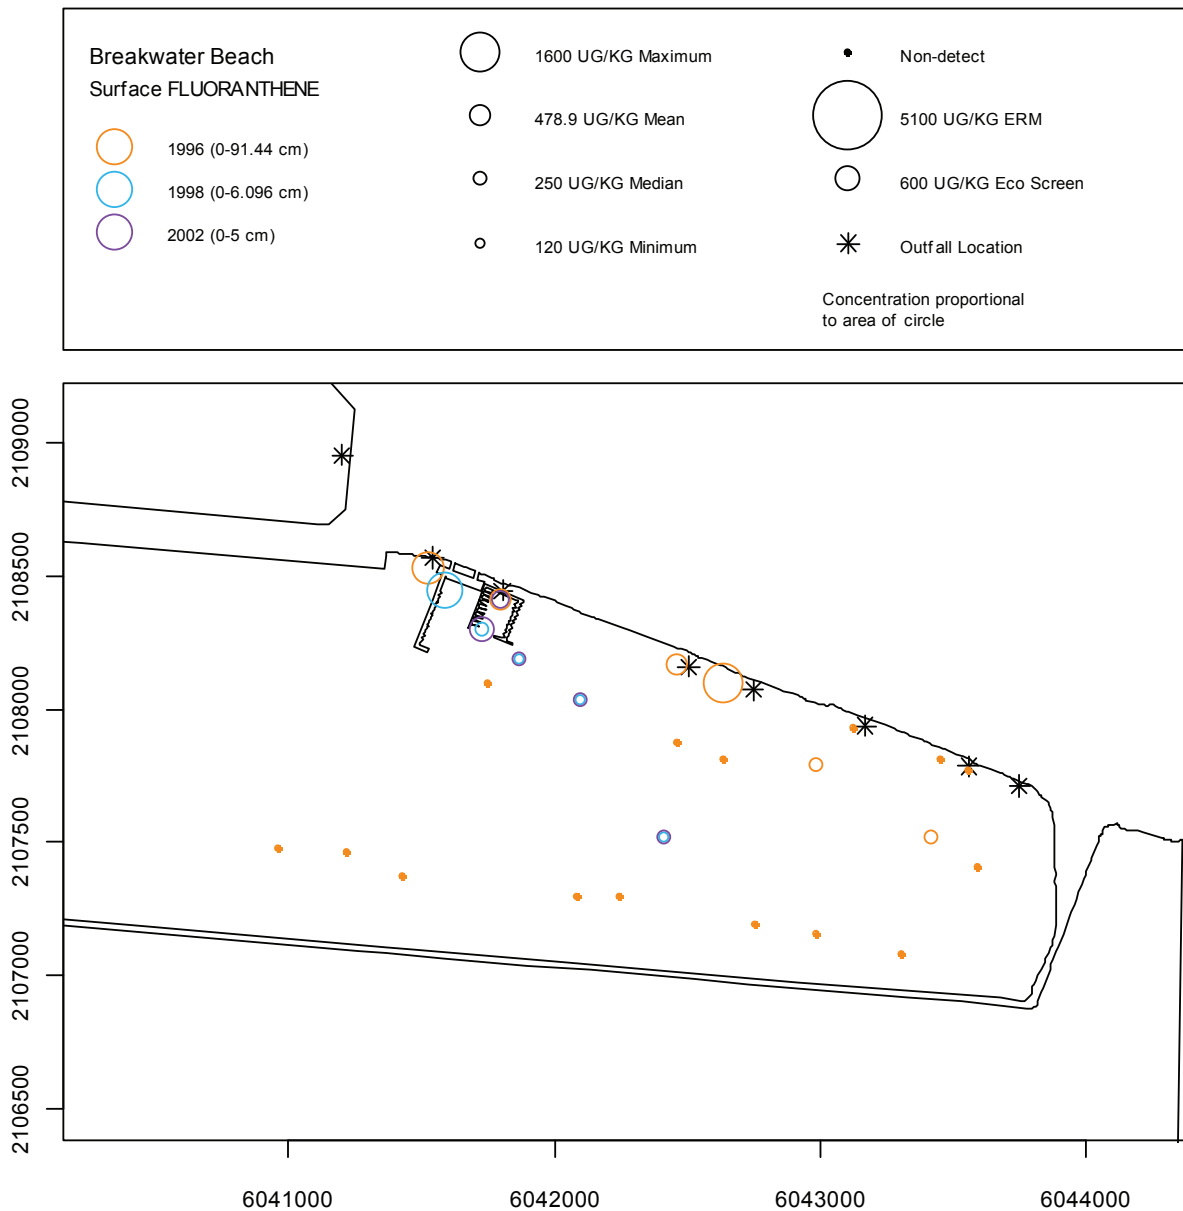 Breakwater Beach
Surface FLUORANTHENE
1996 (0-91.44 cm)
1998 (0-6.096 cm)
2002 (0-5 cm)
1600 UG/KG Maximum
478.9 UG/KG Mean
250 UG/KG Median
120 UG/KG Minimum
Non-detect
5100 UG/KG ERM
600 UG/KG Eco Screen
Outfall Location
Concentration proportional
to area of circle
2109000
2108500
2108000
2107500
2107000
2106500
6041000
6042000
6043000
6044000